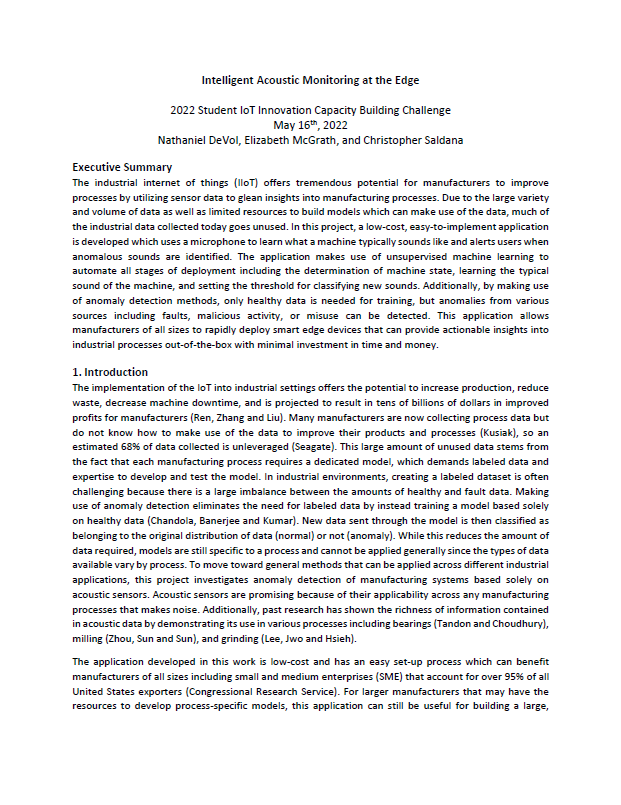 Intelligent Acoustic Monitoring at the Edge
2022 Student IoT Innovation Capacity Building Challenge
May 16th, 2022
Nathaniel DeVol, Elizabeth McGrath, and Christopher Saldana
Executive Summary
The industrial internet of things (IIoT) offers tremendous potential for manufacturers to improve
processes by utilizing sensor data to glean insights into manufacturing processes. Due to the large variety
and volume of data as well as limited resources to build models which can make use of the data, much of
the industrial data collected today goes unused. In this project, a low-cost, easy-to-implement application
is developed which uses a microphone to learn what a machine typically sounds like and alerts users when
anomalous sounds are identified. The application makes use of unsupervised machine learning to
automate all stages of deployment including the determination of machine state, learning the typical
sound of the machine, and setting the threshold for classifying new sounds. Additionally, by making use
of anomaly detection methods, only healthy data is needed for training, but anomalies from various
sources including faults, malicious activity, or misuse can be detected. This application allows
manufacturers of all sizes to rapidly deploy smart edge devices that can provide actionable insights into
industrial processes out-of-the-box with minimal investment in time and money.
1. Introduction
The implementation of the IoT into industrial settings offers the potential to increase production, reduce
waste, decrease machine downtime, and is projected to result in tens of billions of dollars in improved
profits for manufacturers (Ren, Zhang and Liu). Many manufacturers are now collecting process data but
do not know how to make use of the data to improve their products and processes (Kusiak), so an
estimated 68% of data collected is unleveraged (Seagate). This large amount of unused data stems from
the fact that each manufacturing process requires a dedicated model, which demands labeled data and
expertise to develop and test the model. In industrial environments, creating a labeled dataset is often
challenging because there is a large imbalance between the amounts of healthy and fault data. Making
use of anomaly detection eliminates the need for labeled data by instead training a model based solely
on healthy data (Chandola, Banerjee and Kumar). New data sent through the model is then classified as
belonging to the original distribution of data (normal) or not (anomaly). While this reduces the amount of
data required, models are still specific to a process and cannot be applied generally since the types of data
available vary by process. To move toward general methods that can be applied across different industrial
applications, this project investigates anomaly detection of manufacturing systems based solely on
acoustic sensors. Acoustic sensors are promising because of their applicability across any manufacturing
processes that makes noise. Additionally, past research has shown the richness of information contained
in acoustic data by demonstrating its use in various processes including bearings (Tandon and Choudhury),
milling (Zhou, Sun and Sun), and grinding (Lee, Jwo and Hsieh).
The application developed in this work is low-cost and has an easy set-up process which can benefit
manufacturers of all sizes including small and medium enterprises (SME) that account for over 95% of all
United States exporters (Congressional Research Service). For larger manufacturers that may have the
resources to develop process-specific models, this application can still be useful for building a large,